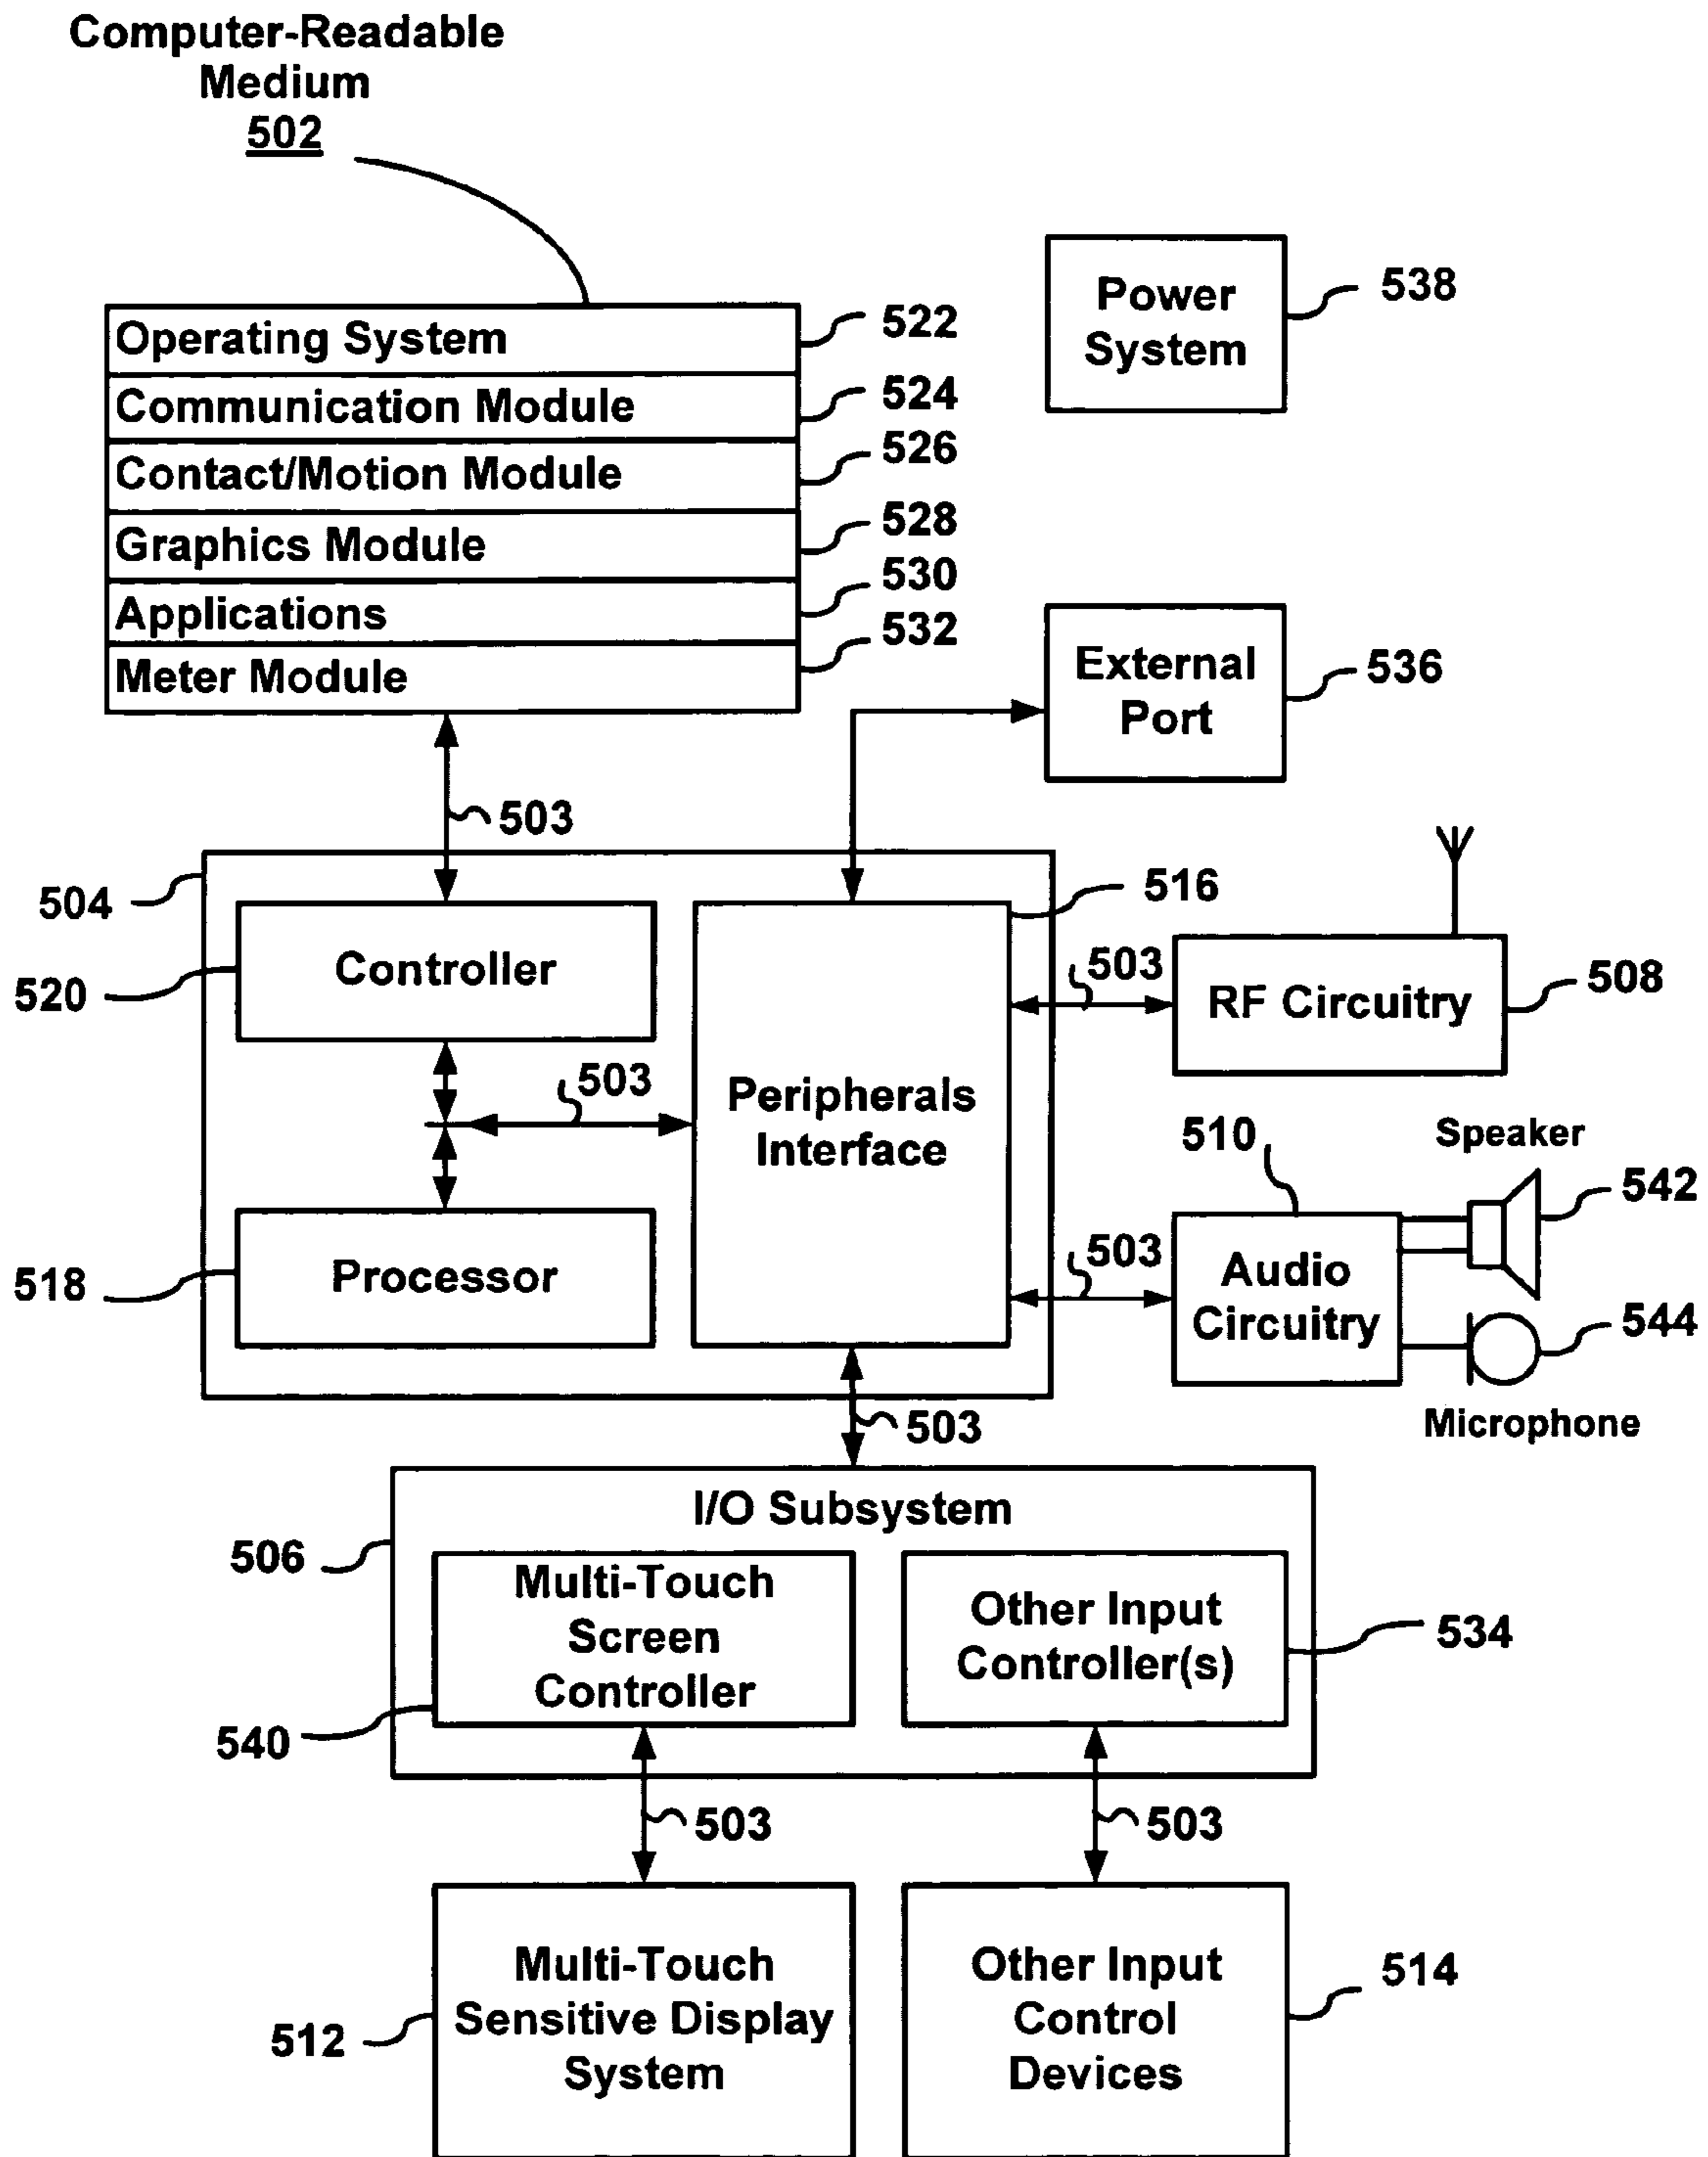 Computer-Readable
Medium
502
Operating System
522
Communication Module
524
Contact/Motion Module
526
Graphics Module
528
Applications
530
Meter Module
532
Power
System
538
External
Port
536
503
504
Controller
520
516
Peripherals
Interface
503
RF Circuitry
508
503
Processor
518
510
Speaker
542
503
Audio
Circuitry
544
Microphone
503
I/O Subsystem
506
Multi-Touch
Screen
Controller
540
Other Input
Controller(s)
534
503
503
Multi-Touch
Sensitive Display
System
512
Other Input
Control
Devices
514